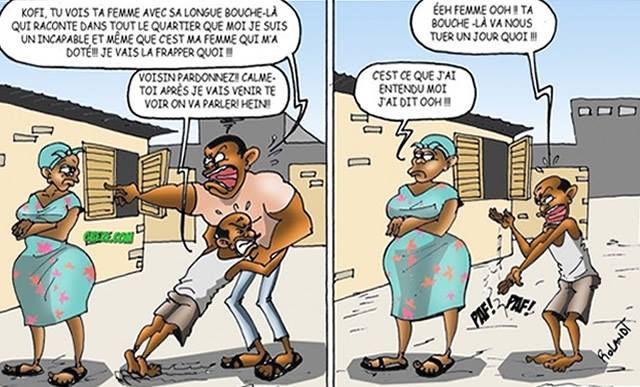 KOFI, TU VOIS TA FEMME AVEC SA LONGUE BOUCHE-LÀ
QUI RACONTE DANS TOUT LE QUARTIER QUE MOI JE SUIS
UN INCAPABLE ET MÊME QUE C'EST MA FEMME QUI M'A
DOTÉ!!! JE VAIS LA FRAPPER QUOI !!!
VOISIN PARDONNEZ!! CALME-
TOI APRÈS JE VAIS VENIR TE
VOIR ON VA PARLER! HEIN!!
GBEZE.COM
ÉÉH FEMME OOH !! TA
BOUCHE -LÀ VA NOUS
TUER UN JOUR QUOI !!!
C'EST CE QUE J'AI
ENTENDU MOI
J'AI DIT OOH !!!
PAF! PAF!
ROLANDT